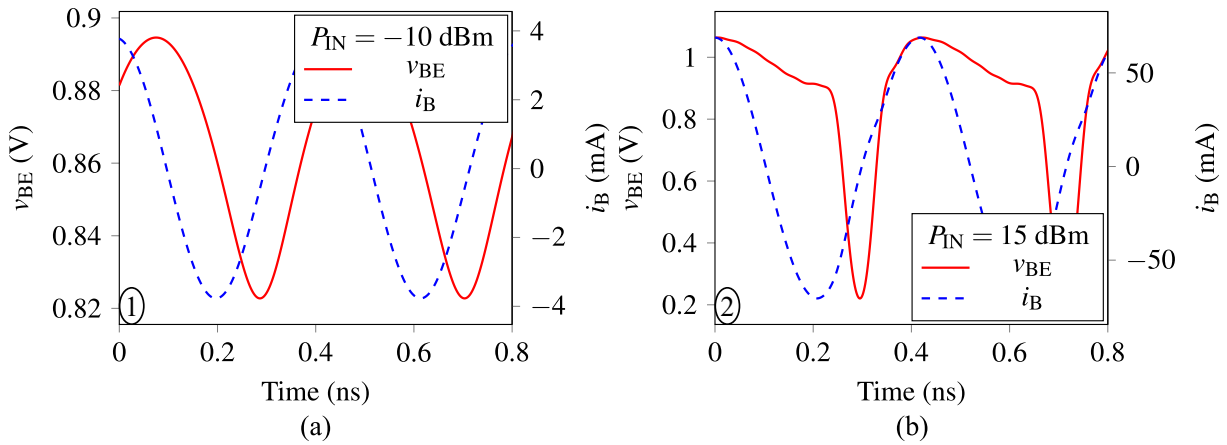 0.9
0.88
0.86
0.84
0.82
v_BE (V)
P_IN = −10 dBm
v_BE
i_B
4
2
0
−2
−4
i_B (mA)
1
0 0.2 0.4 0.6 0.8
Time (ns)
(a)
1
0.8
0.6
0.4
0.2
v_BE (V)
P_IN = 15 dBm
v_BE
i_B
50
0
−50
i_B (mA)
2
0 0.2 0.4 0.6 0.8
Time (ns)
(b)